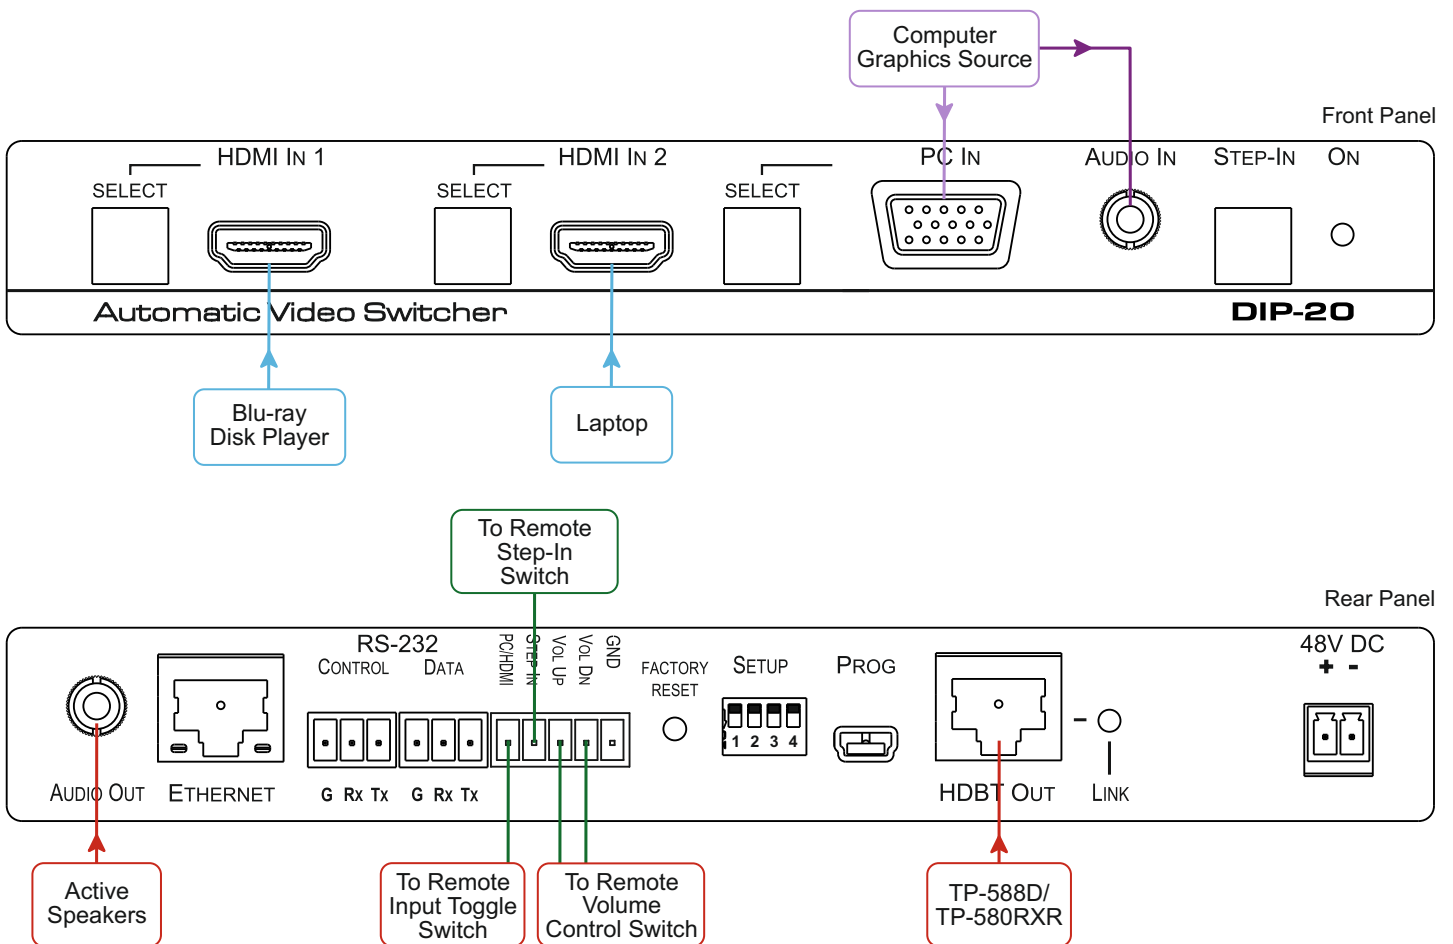 Computer
Graphics Source
Front Panel
HDMI IN 1
HDMI IN 2
PC IN
AUDIO IN
STEP-IN
ON
SELECT
SELECT
SELECT
Automatic Video Switcher
DIP-20
Blu-ray
Disk Player
Laptop
To Remote
Step-In
Switch
Rear Panel
RS-232
CONTROL
DATA
PC/HDMI
STEP IN
VOL UP
VOL DN
GND
FACTORY
RESET
SETUP
PROG
48V DC
+ -
1 2 3 4
-
AUDIO OUT
ETHERNET
G RX TX
G RX TX
HDBT OUT
LINK
Active
Speakers
To Remote
Input Toggle
Switch
To Remote
Volume
Control Switch
TP-588D/
TP-580RXR